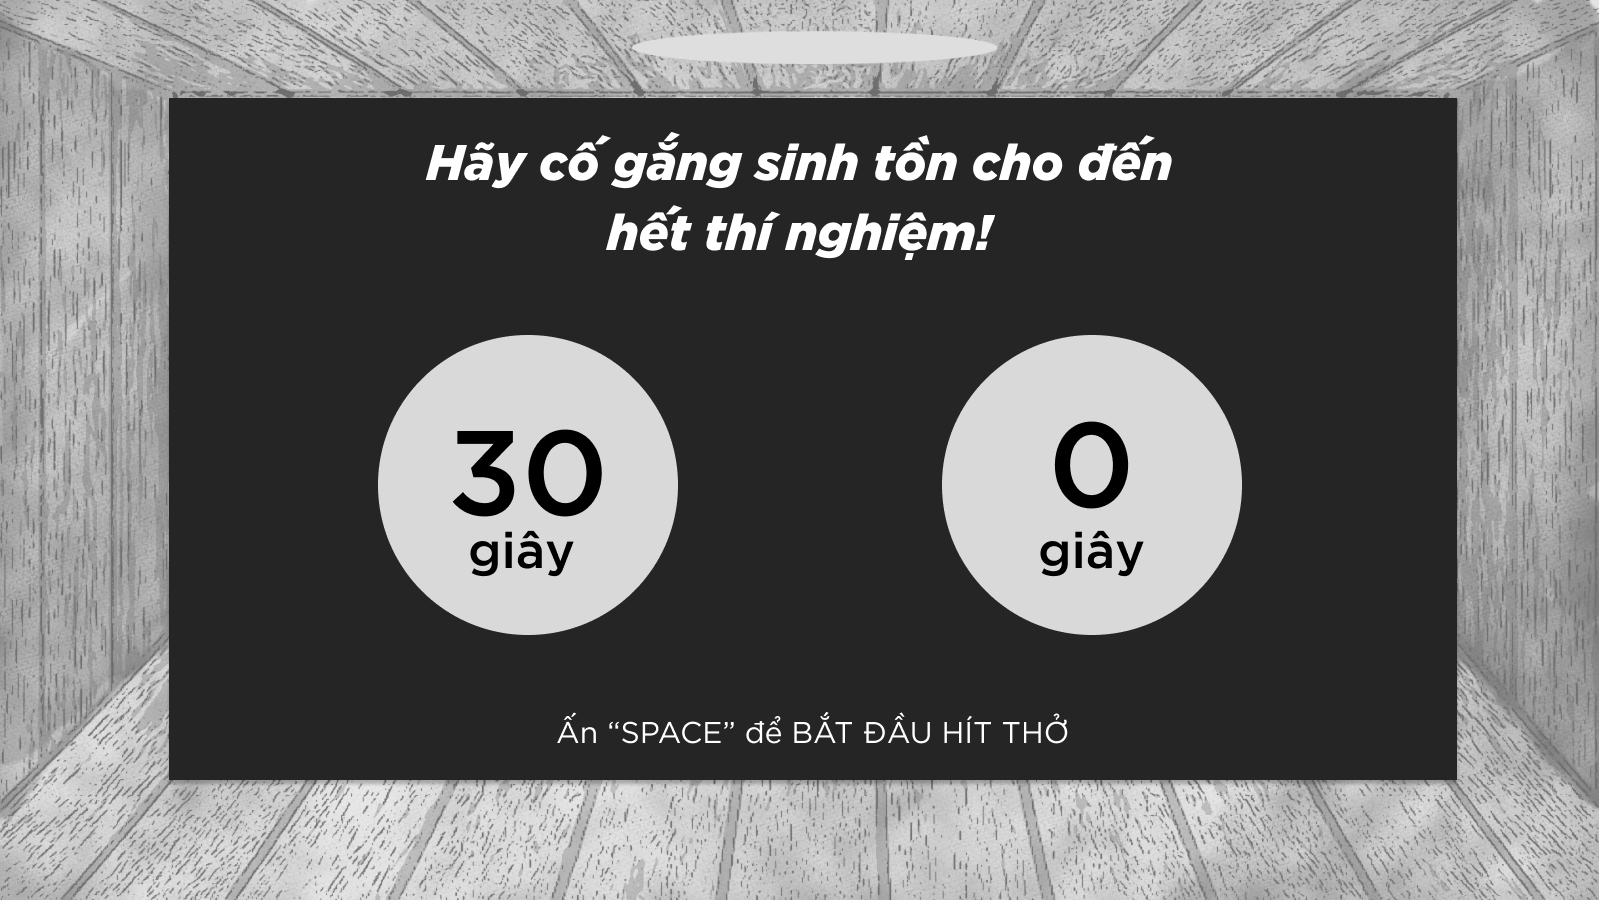 Hãy cố gắng sinh tồn cho đến
hết thí nghiệm!
30
giây
0
giây
Ấn “SPACE” để BẮT ĐẦU HÍT THỞ